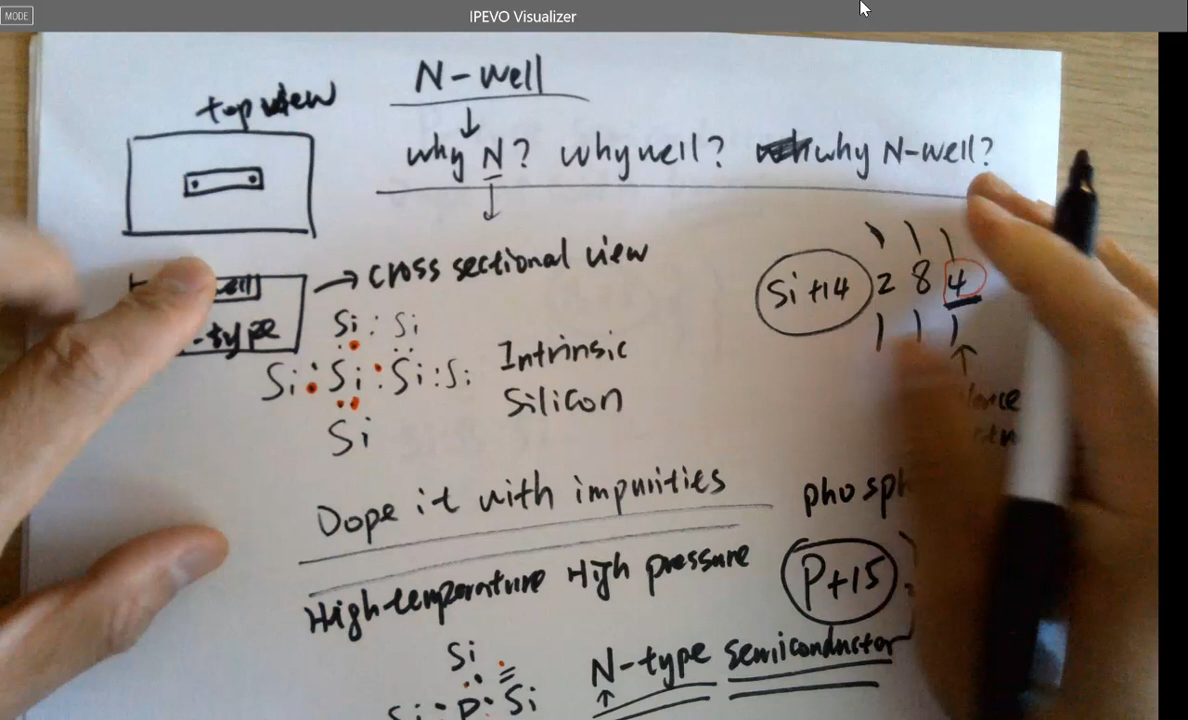 MODE
IPEVO Visualizer
top view
N-well
why N? why well? why N-well?
→ cross sectional view
-type
Si : Si
Si : Si : Si : Si
Si
Intrinsic
Silicon
Si +14 2 8 4
Dope it with impurities
High-temperature High pressure
P+15
Si
Si : P : Si
N-type semiconductor